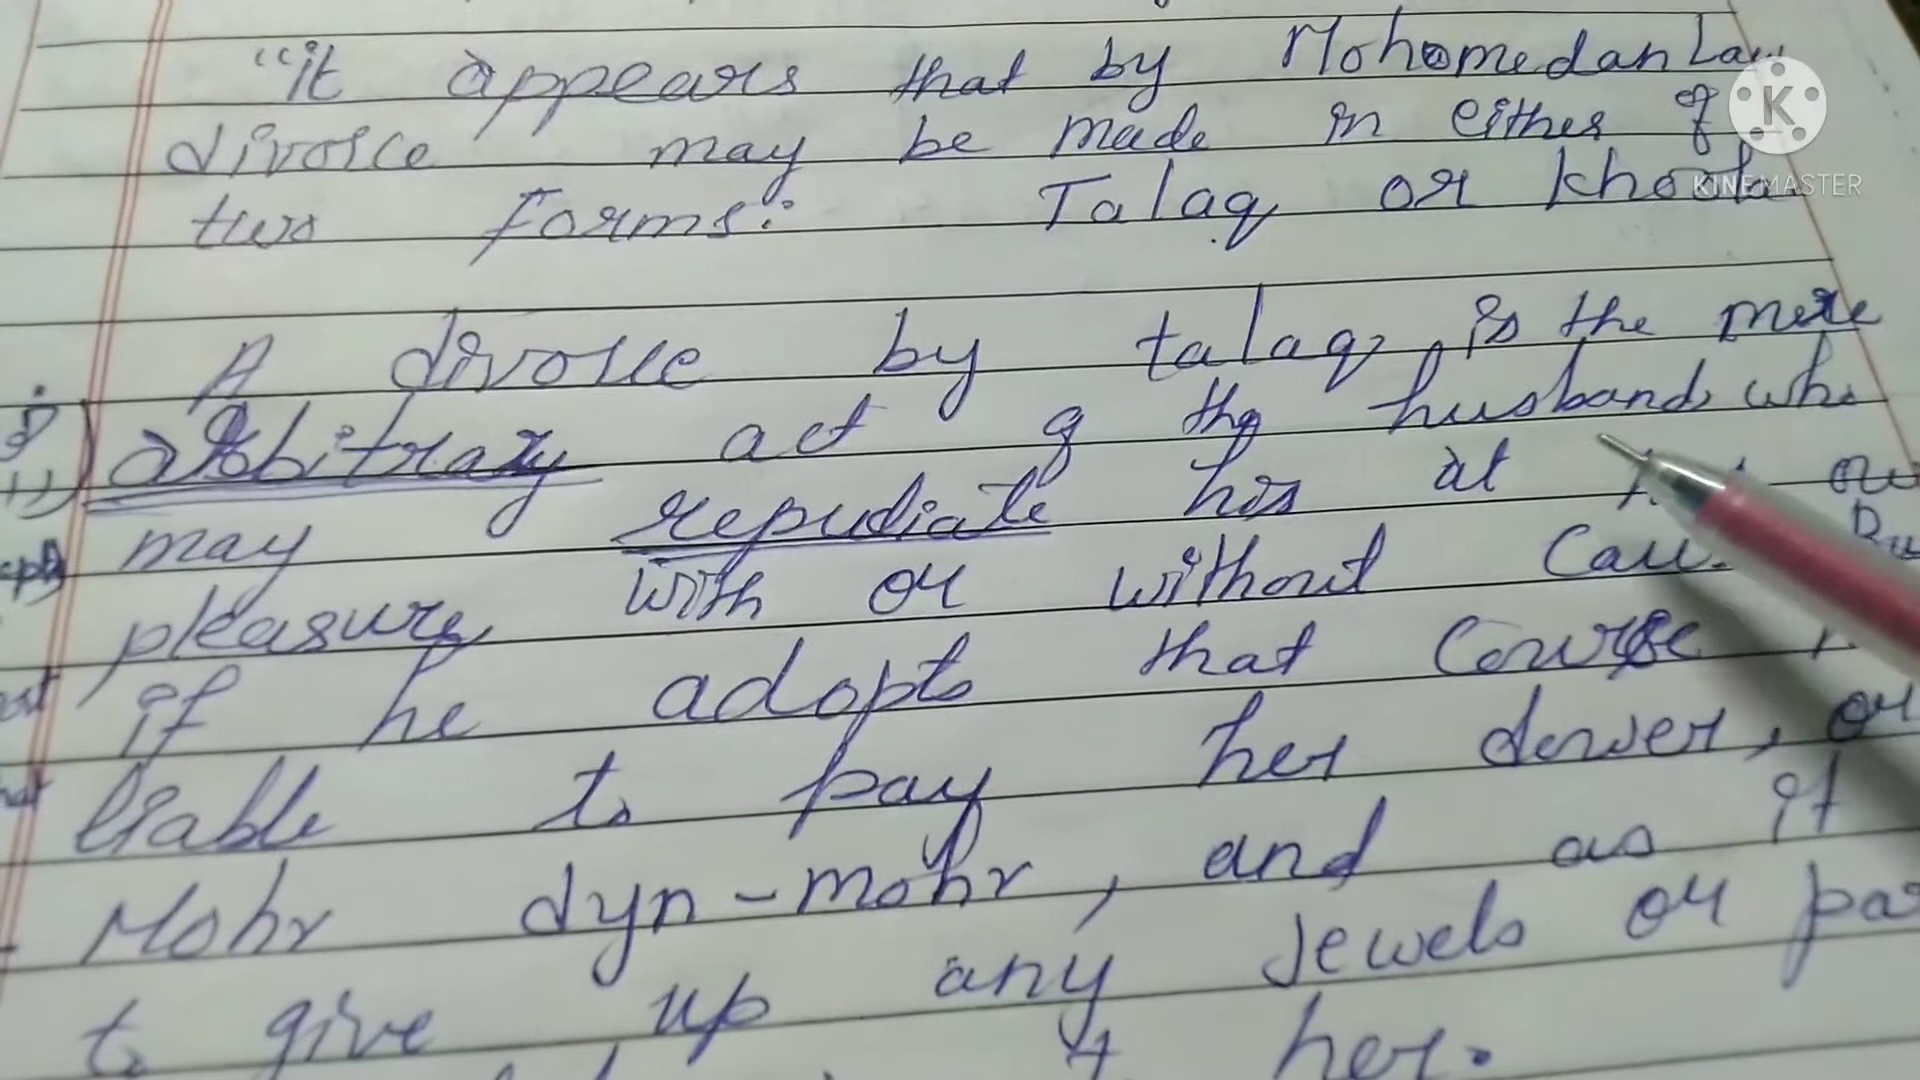 "it appears that by Mohomedan Law
divorce may be made in either of
two forms: Talaq or Khoola
A divorce by talaq, is the mere
arbitrary act of the husband, who
may repudiate his at
pleasure, with or without
if he adopts that course
liable to pay her dower, or
Mohr dyn-mohr, and as if
to give up any Jewels or
her.
K
KINEMASTER